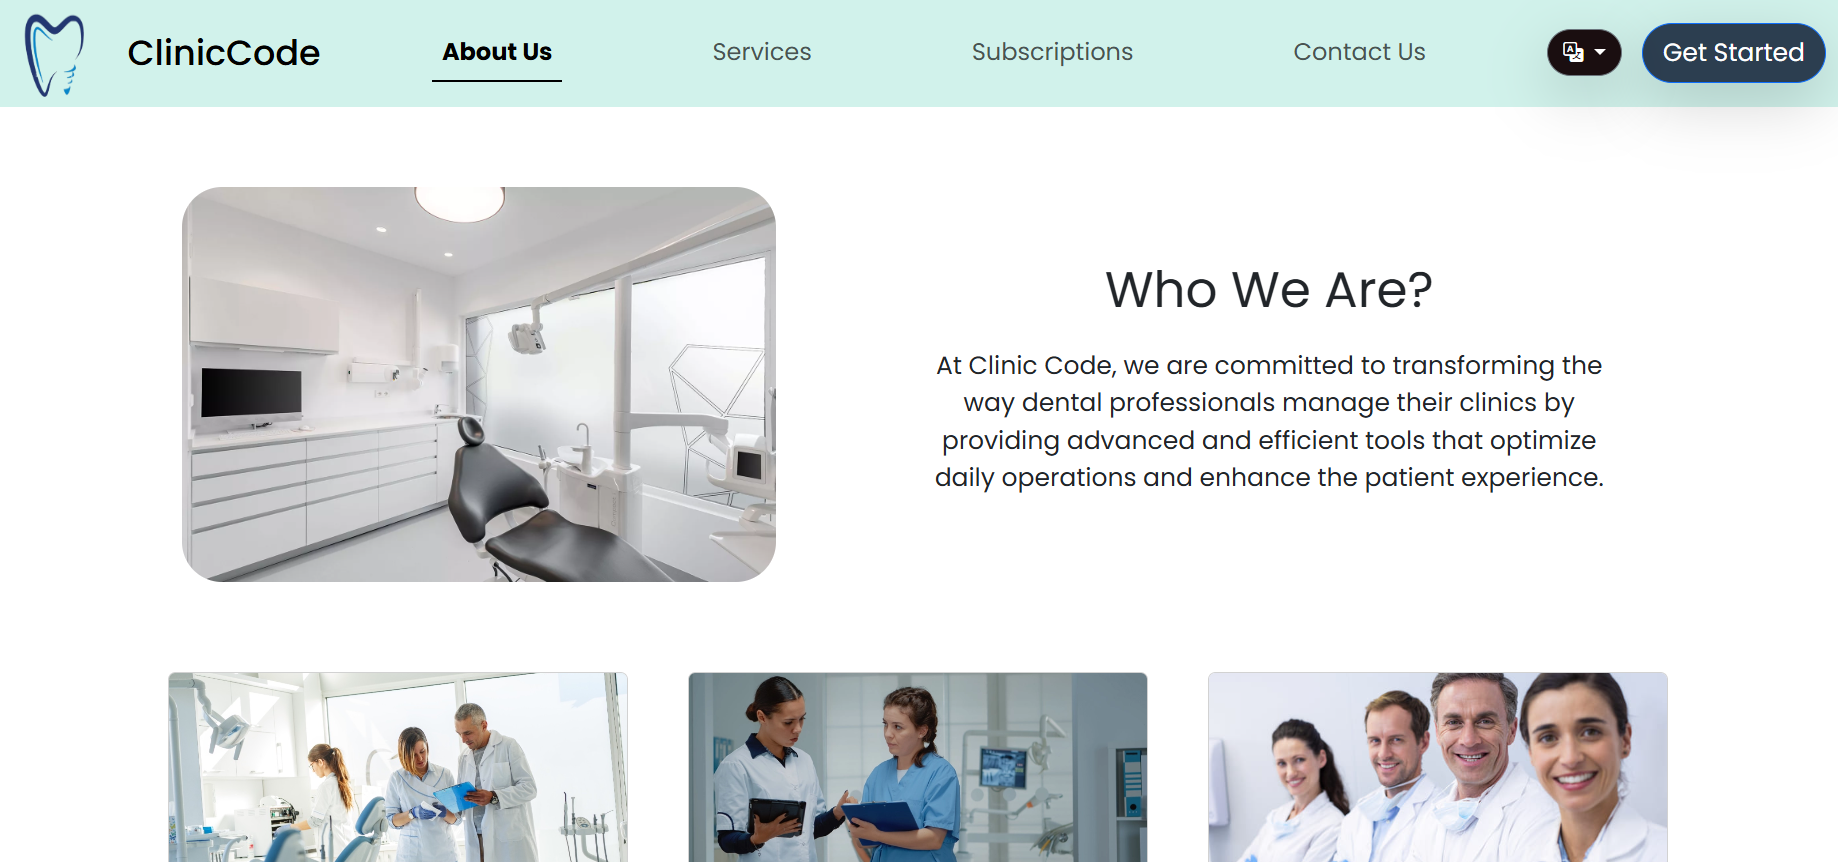 ClinicCode
About Us
Services
Subscriptions
Contact Us
Get Started
Who We Are?
At Clinic Code, we are committed to transforming the
way dental professionals manage their clinics by
providing advanced and efficient tools that optimize
daily operations and enhance the patient experience.